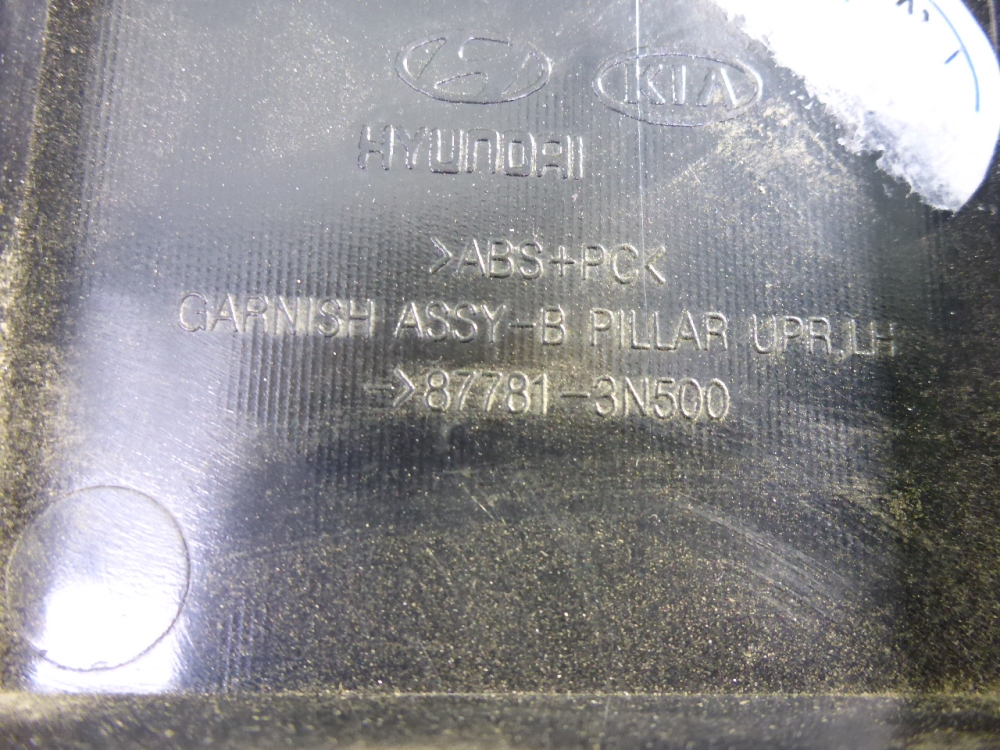 KIA
HYUNDAI
>ABS+PC<
GARNISH ASSY-B PILLAR UPR,LH
->87781-3N500